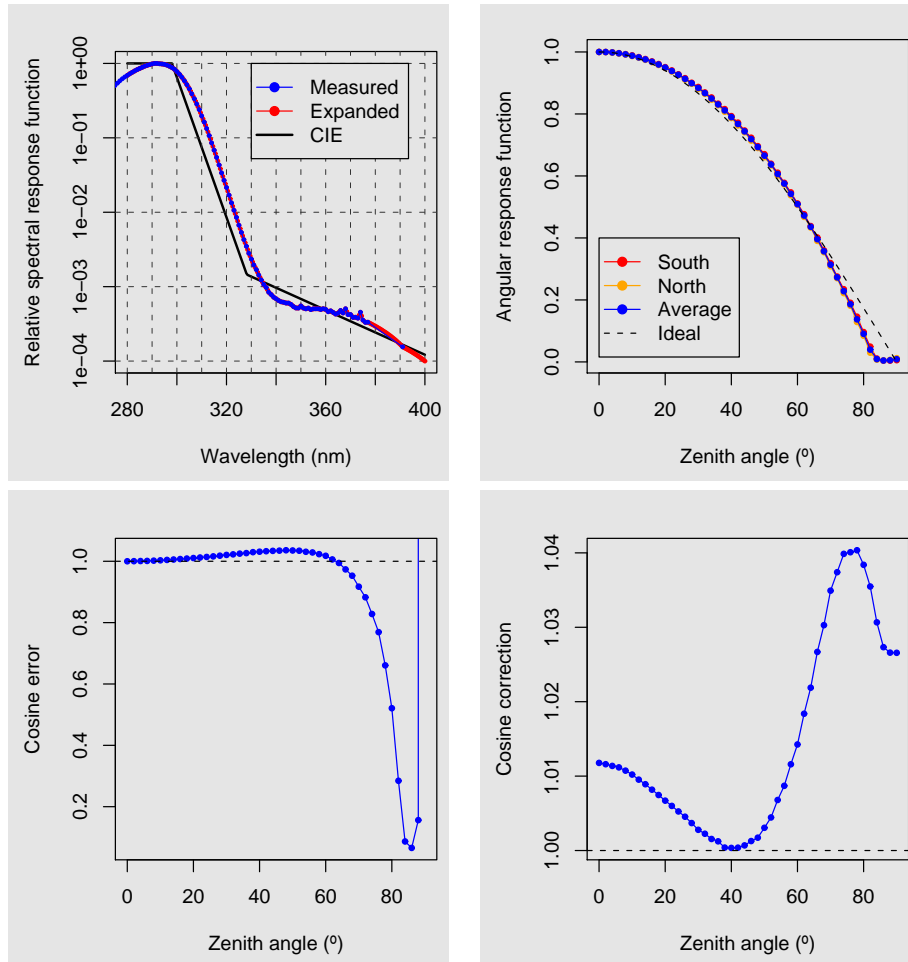 Relative spectral response function
1e-04
1e-03
1e-02
1e-01
1e+00
Measured
Expanded
CIE
280
320
360
400
Wavelength (nm)
Angular response function
0.0
0.2
0.4
0.6
0.8
1.0
South
North
Average
Ideal
0
20
40
60
80
Zenith angle (º)
Cosine error
0.2
0.4
0.6
0.8
1.0
0
20
40
60
80
Zenith angle (º)
Cosine correction
1.00
1.01
1.02
1.03
1.04
0
20
40
60
80
Zenith angle (º)